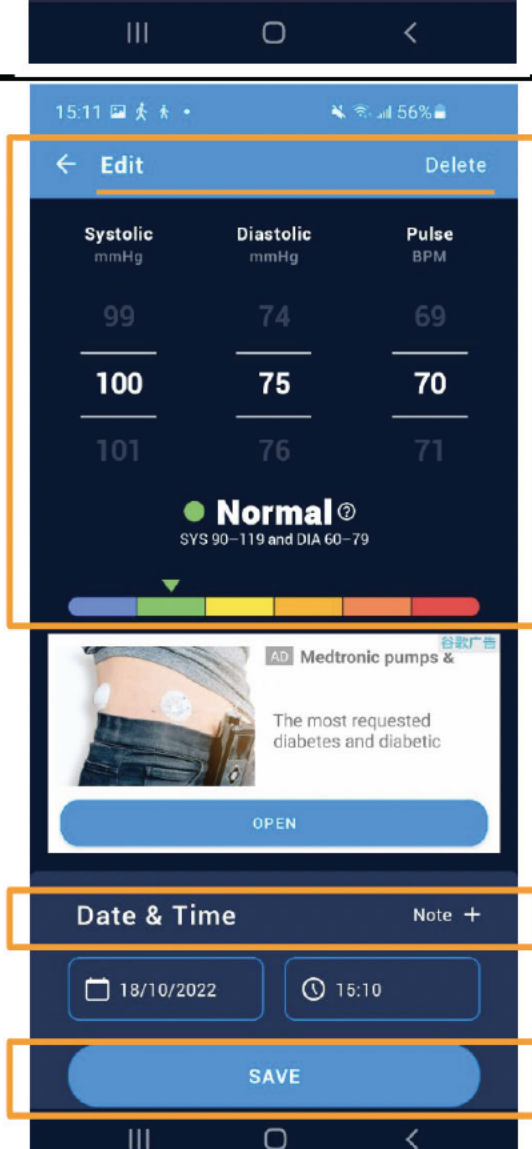 15:11 56%
Edit Delete
Systolic Diastolic Pulse
mmHg mmHg BPM
99 74 69
100 75 70
101 76 71
Normal
SYS 90–119 and DIA 60–79
谷歌广告
AD Medtronic pumps &
The most requested
diabetes and diabetic
OPEN
Date & Time Note +
18/10/2022 15:10
SAVE